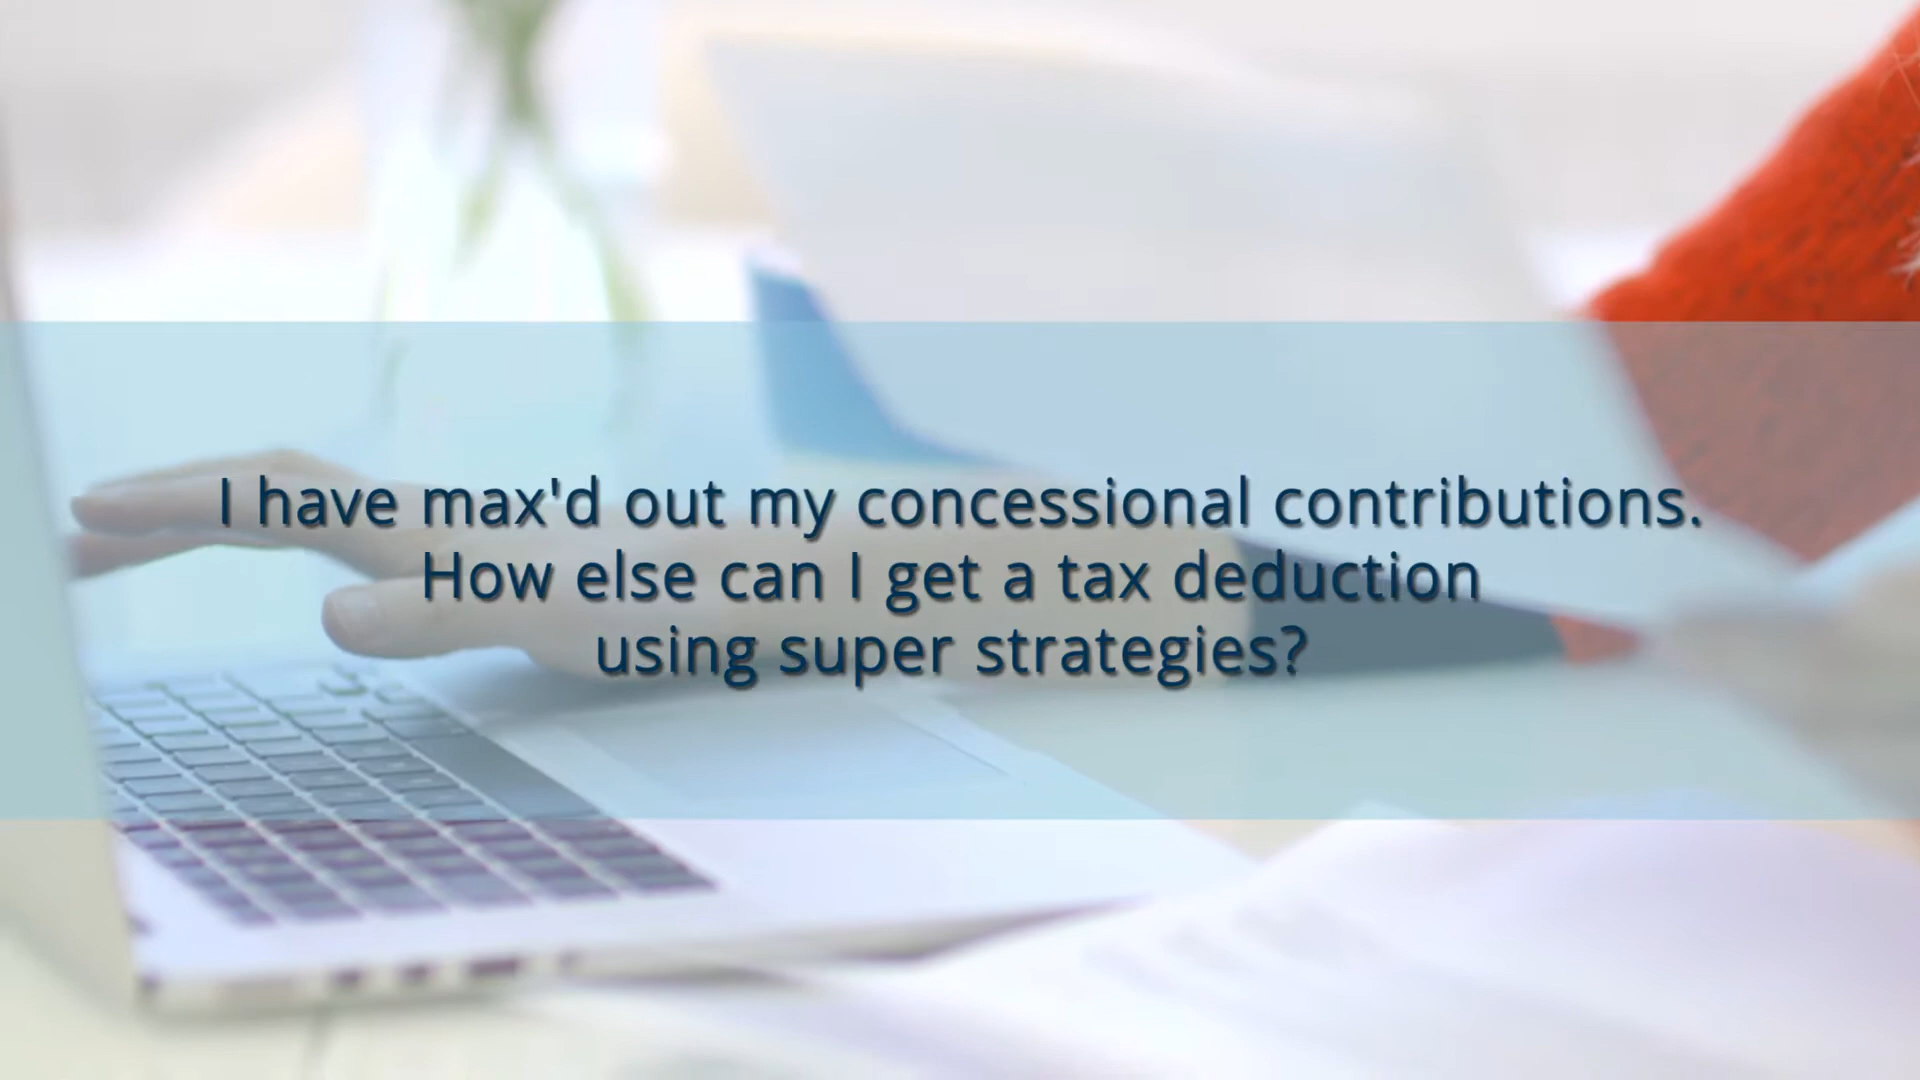 I have max'd out my concessional contributions.
How else can I get a tax deduction
using super strategies?